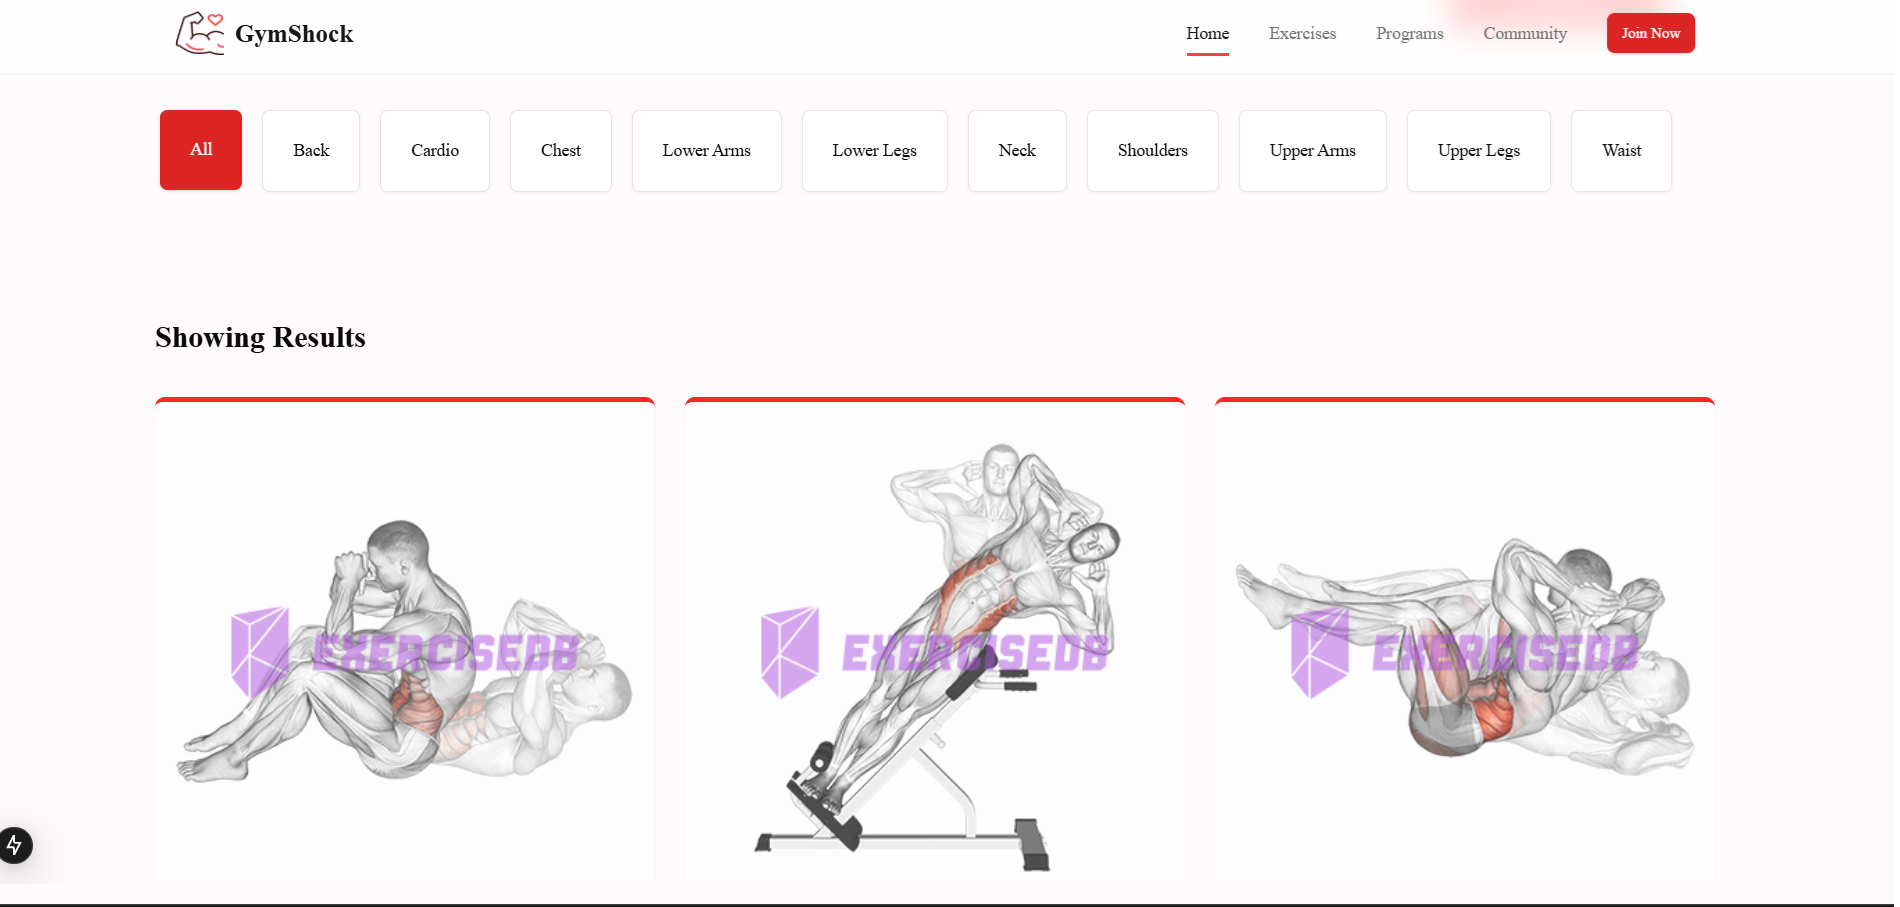 GymShock
Home Exercises Programs Community Join Now
All Back Cardio Chest Lower Arms Lower Legs Neck Shoulders Upper Arms Upper Legs Waist
Showing Results
EXERCISEDB EXERCISEDB EXERCISEDB